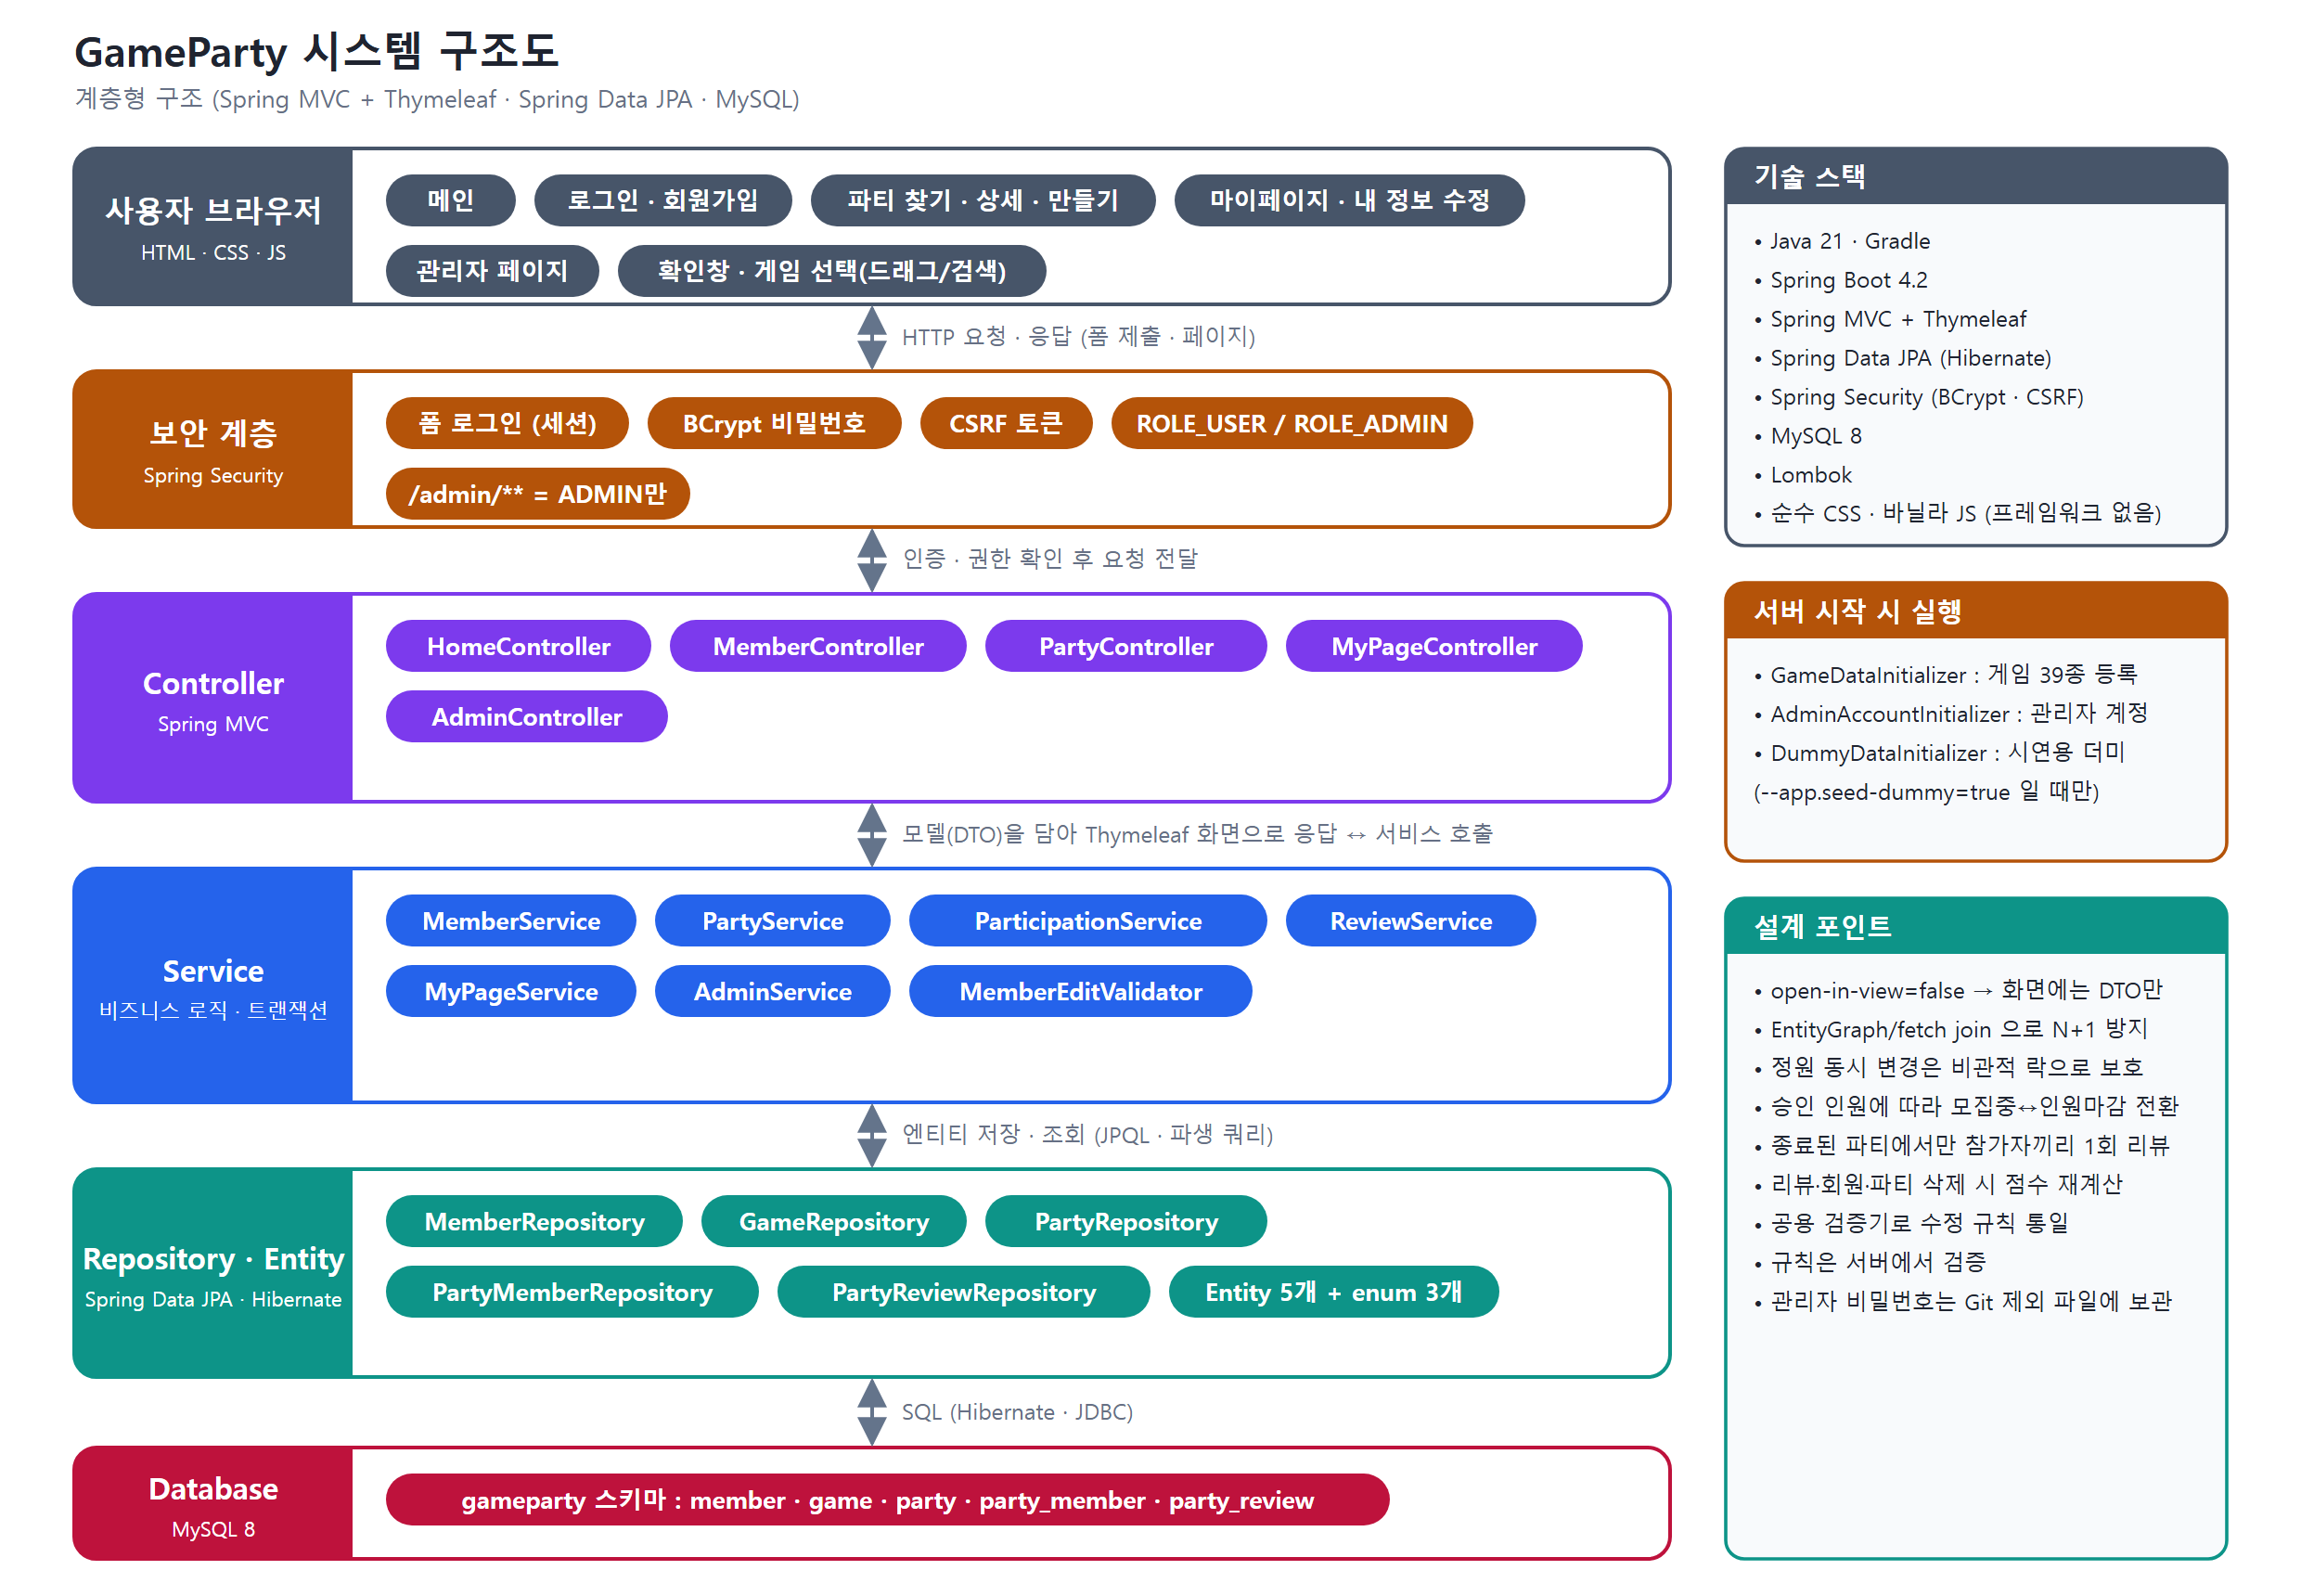 GameParty 시스템 구조도
계층형 구조 (Spring MVC + Thymeleaf · Spring Data JPA · MySQL)
사용자 브라우저
HTML · CSS · JS
메인
로그인 · 회원가입
파티 찾기 · 상세 · 만들기
마이페이지 · 내 정보 수정
관리자 페이지
확인창 · 게임 선택(드래그/검색)
HTTP 요청 · 응답 (폼 제출 · 페이지)
보안 계층
Spring Security
폼 로그인 (세션)
BCrypt 비밀번호
CSRF 토큰
ROLE_USER / ROLE_ADMIN
/admin/** = ADMIN만
인증 · 권한 확인 후 요청 전달
Controller
Spring MVC
HomeController
MemberController
PartyController
MyPageController
AdminController
모델(DTO)을 담아 Thymeleaf 화면으로 응답 ↔ 서비스 호출
Service
비즈니스 로직 · 트랜잭션
MemberService
PartyService
ParticipationService
ReviewService
MyPageService
AdminService
MemberEditValidator
엔티티 저장 · 조회 (JPQL · 파생 쿼리)
Repository · Entity
Spring Data JPA · Hibernate
MemberRepository
GameRepository
PartyRepository
PartyMemberRepository
PartyReviewRepository
Entity 5개 + enum 3개
SQL (Hibernate · JDBC)
Database
MySQL 8
gameparty 스키마 : member · game · party · party_member · party_review
기술 스택
• Java 21 · Gradle
• Spring Boot 4.2
• Spring MVC + Thymeleaf
• Spring Data JPA (Hibernate)
• Spring Security (BCrypt · CSRF)
• MySQL 8
• Lombok
• 순수 CSS · 바닐라 JS (프레임워크 없음)
서버 시작 시 실행
• GameDataInitializer : 게임 39종 등록
• AdminAccountInitializer : 관리자 계정
• DummyDataInitializer : 시연용 더미
(--app.seed-dummy=true 일 때만)
설계 포인트
• open-in-view=false → 화면에는 DTO만
• EntityGraph/fetch join 으로 N+1 방지
• 정원 동시 변경은 비관적 락으로 보호
• 승인 인원에 따라 모집중↔인원마감 전환
• 종료된 파티에서만 참가자끼리 1회 리뷰
• 리뷰·회원·파티 삭제 시 점수 재계산
• 공용 검증기로 수정 규칙 통일
• 규칙은 서버에서 검증
• 관리자 비밀번호는 Git 제외 파일에 보관